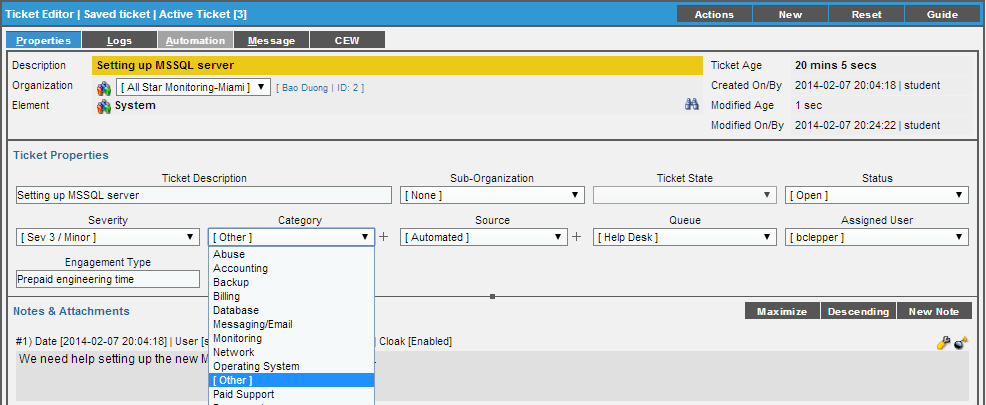 Ticket Editor | Saved ticket | Active Ticket [3]
Actions New Reset Guide
Properties Logs Automation Message CEW
Description Setting up MSSQL server Ticket Age 20 mins 5 secs
Organization [ All Star Monitoring-Miami ] [ Bao Duong | ID: 2 ] Created On/By 2014-02-07 20:04:18 | student
Element System Modified Age 1 sec
Modified On/By 2014-02-07 20:24:22 | student
Ticket Properties
Ticket Description Sub-Organization Ticket State Status
Setting up MSSQL server [ None ] [ Open ]
Severity Category Source Queue Assigned User
[ Sev 3 / Minor ] [ Other ] + [ Automated ] + [ Help Desk ] [ bclepper ]
Engagement Type
Prepaid engineering time
Abuse
Accounting
Backup
Billing
Database
Messaging/Email
Monitoring
Network
Operating System
[ Other ]
Paid Support
Notes & Attachments Maximize Descending New Note
#1) Date [2014-02-07 20:04:18] | User [s | Cloak [Enabled]
We need help setting up the new M